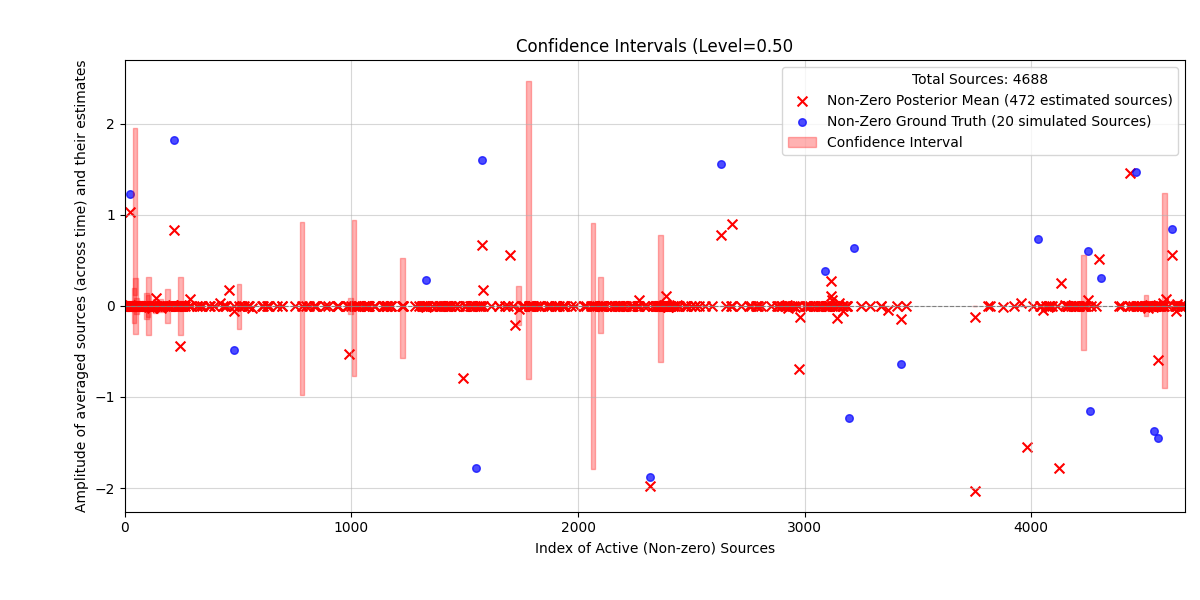 Confidence Intervals (Level=0.50
Total Sources: 4688
Non-Zero Posterior Mean (472 estimated sources)
Non-Zero Ground Truth (20 simulated Sources)
Confidence Interval
Amplitude of averaged sources (across time) and their estimates
2
1
0
−1
−2
0 1000 2000 3000 4000
Index of Active (Non-zero) Sources